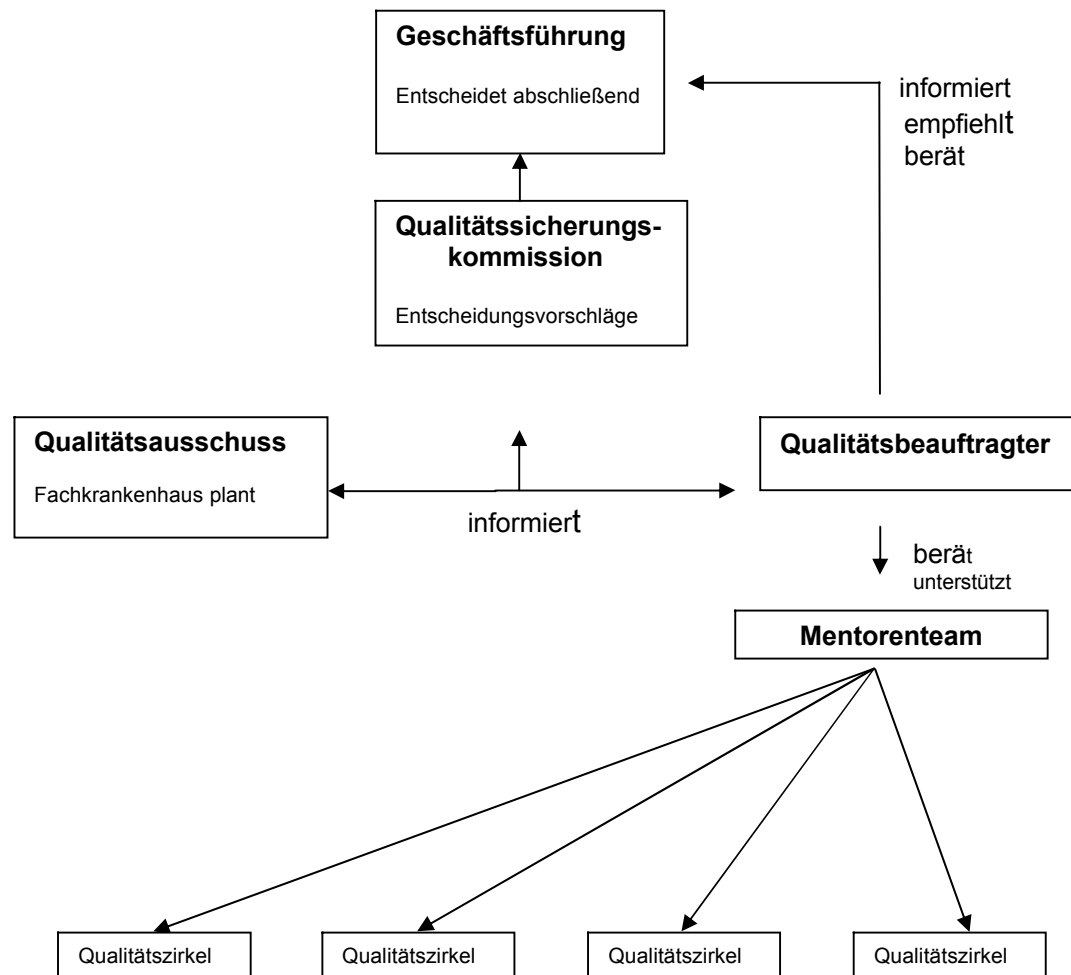 Geschäftsführung
Entscheidet abschließend
informiert
empfiehlt
berät
Qualitätssicherungs-
kommission
Entscheidungsvorschläge
Qualitätsausschuss
Fachkrankenhaus plant
informiert
Qualitätsbeauftragter
berät
unterstützt
Mentorenteam
Qualitätszirkel
Qualitätszirkel
Qualitätszirkel
Qualitätszirkel